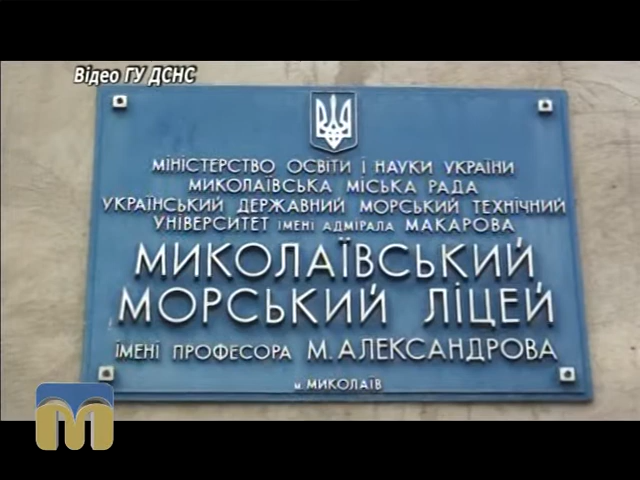 Відео ГУ ДСНС
МІНІСТЕРСТВО ОСВІТИ І НАУКИ УКРАЇНИ
МИКОЛАЇВСЬКА МІСЬКА РАДА
УКРАЇНСЬКИЙ ДЕРЖАВНИЙ МОРСЬКИЙ ТЕХНІЧНИЙ
УНІВЕРСИТЕТ ІМЕНІ АДМІРАЛА МАКАРОВА
МИКОЛАЇВСЬКИЙ
МОРСЬКИЙ ЛІЦЕЙ
ІМЕНІ ПРОФЕСОРА М. АЛЕКСАНДРОВА
м. МИКОЛАЇВ
М